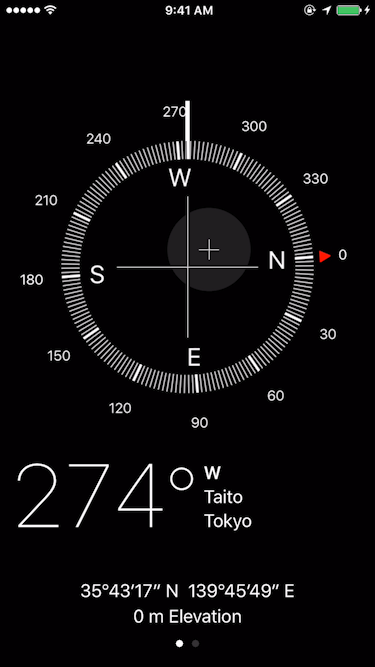 9:41 AM
270
240
300
W
210
330
S
N
0
180
150
E
30
120
60
90
274° W
Taito
Tokyo
35°43’17” N 139°45’49” E
0 m Elevation